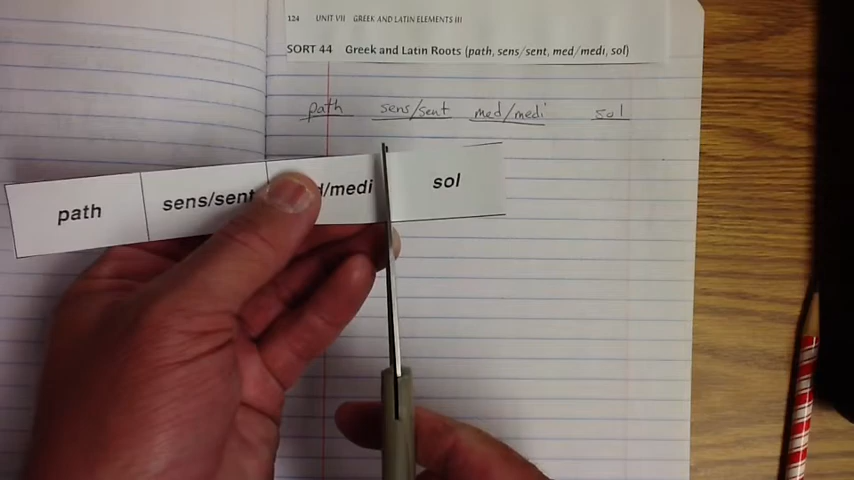 124 UNIT VII GREEK AND LATIN ELEMENTS III
SORT 44 Greek and Latin Roots (path, sens/sent, med/medi, sol)
path sens/sent med/medi sol
path sens/sent d/medi sol